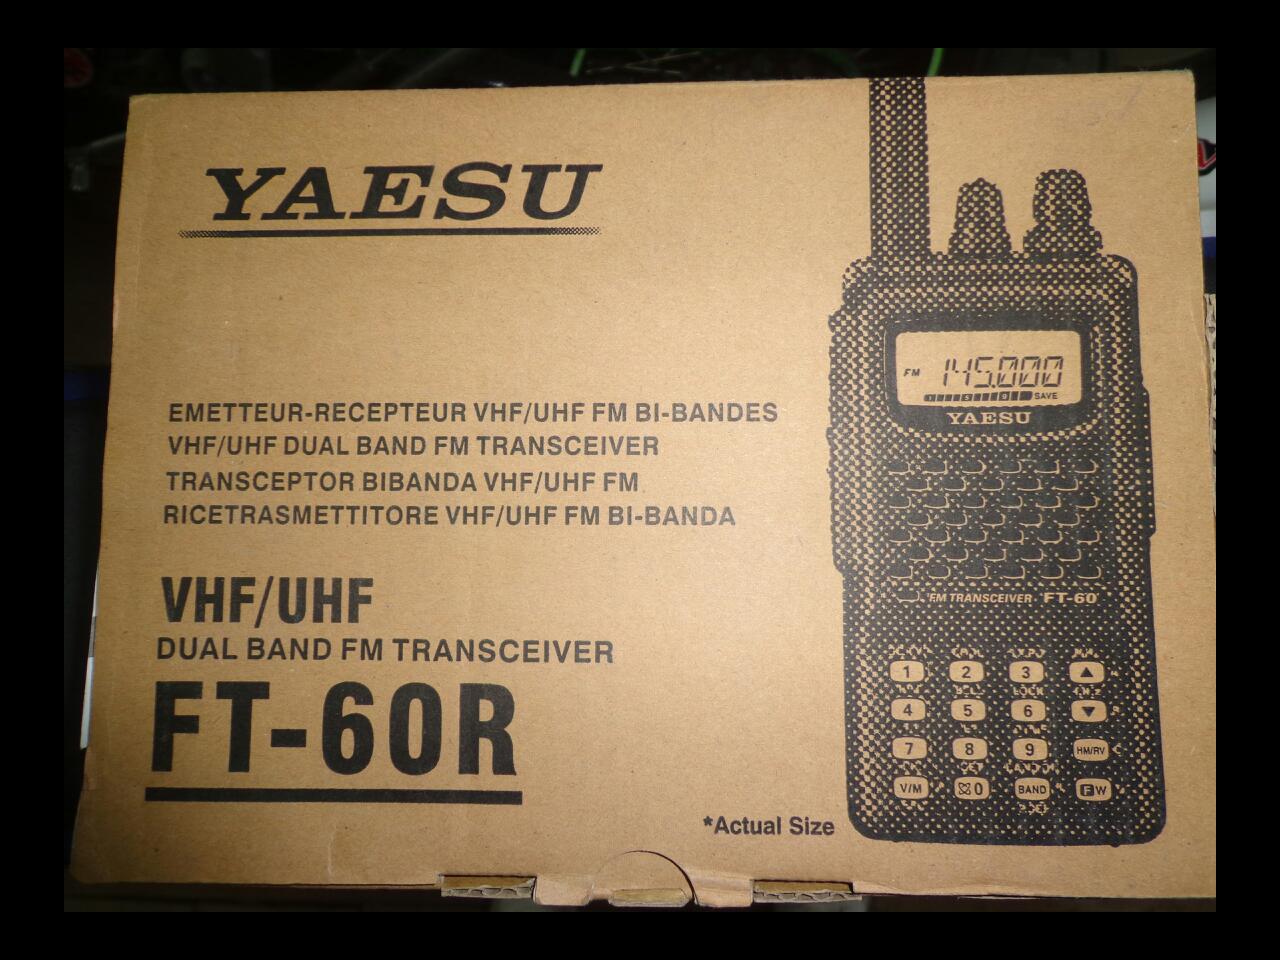 YAESU
EMETTEUR-RECEPTEUR VHF/UHF FM BI-BANDES
VHF/UHF DUAL BAND FM TRANSCEIVER
TRANSCEPTOR BIBANDA VHF/UHF FM
RICETRASMETTITORE VHF/UHF FM BI-BANDA
VHF/UHF
DUAL BAND FM TRANSCEIVER
FT-60R
*Actual Size
FM 145.000
SAVE
YAESU
FM TRANSCEIVER FT-60
1 2 3 ▲
4 5 6 ▼
7 8 9 HM/RV
V/M 0 BAND F W